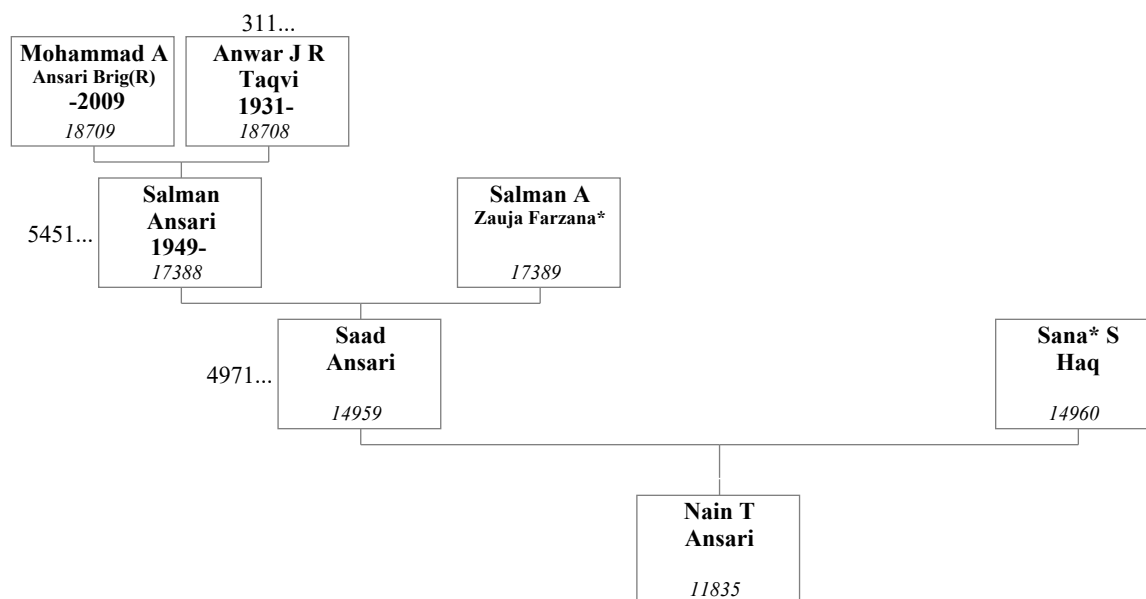 311...
Mohammad A
Ansari Brig(R)
-2009
18709
Anwar J R
Taqvi
1931-
18708
5451...
Salman
Ansari
1949-
17388
Salman A
Zauja Farzana*
17389
4971...
Saad
Ansari
14959
Sana* S
Haq
14960
Nain T
Ansari
11835